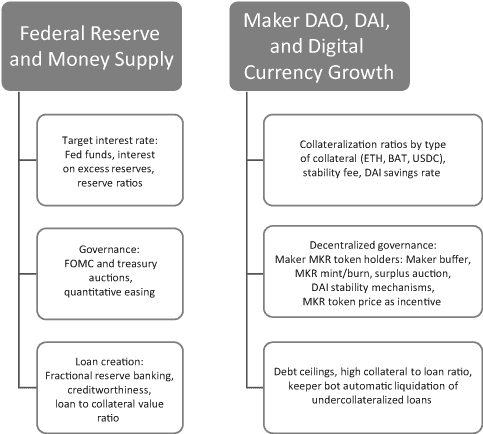 Federal Reserve
and Money Supply
Target interest rate:
Fed funds, interest
on excess reserves,
reserve ratios
Governance:
FOMC and treasury
auctions,
quantitative easing
Loan creation:
Fractional reserve banking,
creditworthiness,
loan to collateral value
ratio
Maker DAO, DAI,
and Digital
Currency Growth
Collateralization ratios by type
of collateral (ETH, BAT, USDC),
stability fee, DAI savings rate
Decentralized governance:
Maker MKR token holders: Maker buffer,
MKR mint/burn, surplus auction,
DAI stability mechanisms,
MKR token price as incentive
Debt ceilings, high collateral to loan ratio,
keeper bot automatic liquidation of
undercollateralized loans